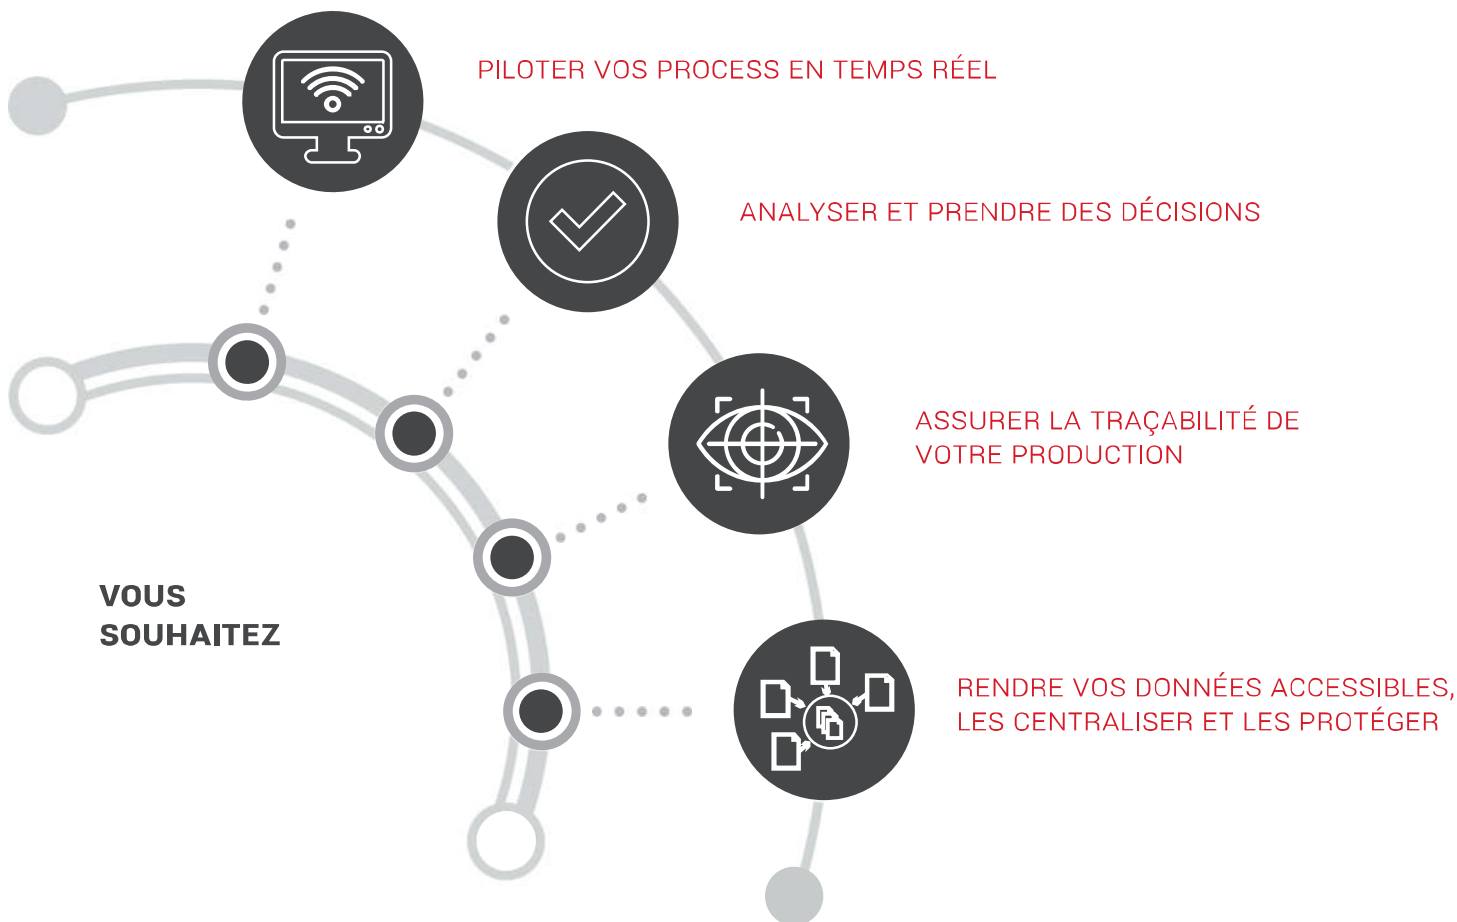 PILOTER VOS PROCESS EN TEMPS RÉEL
ANALYSER ET PRENDRE DES DÉCISIONS
ASSURER LA TRAÇABILITÉ DE
VOTRE PRODUCTION
VOUS
SOUHAITEZ
RENDRE VOS DONNÉES ACCESSIBLES,
LES CENTRALISER ET LES PROTÉGER